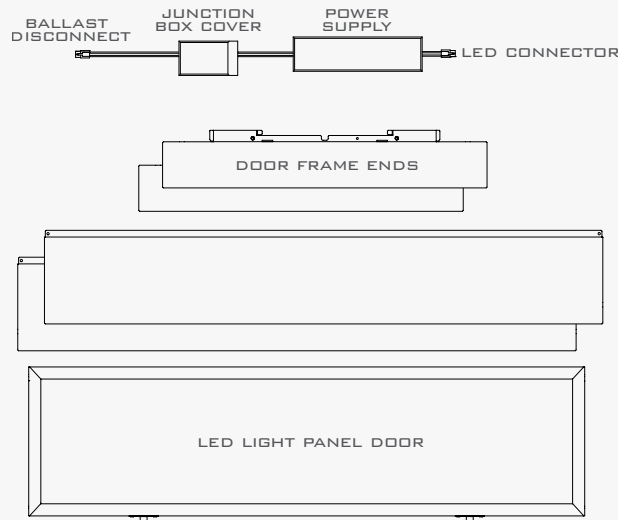 BALLAST
DISCONNECT
JUNCTION
BOX COVER
POWER
SUPPLY
LED CONNECTOR
DOOR FRAME ENDS
LED LIGHT PANEL DOOR